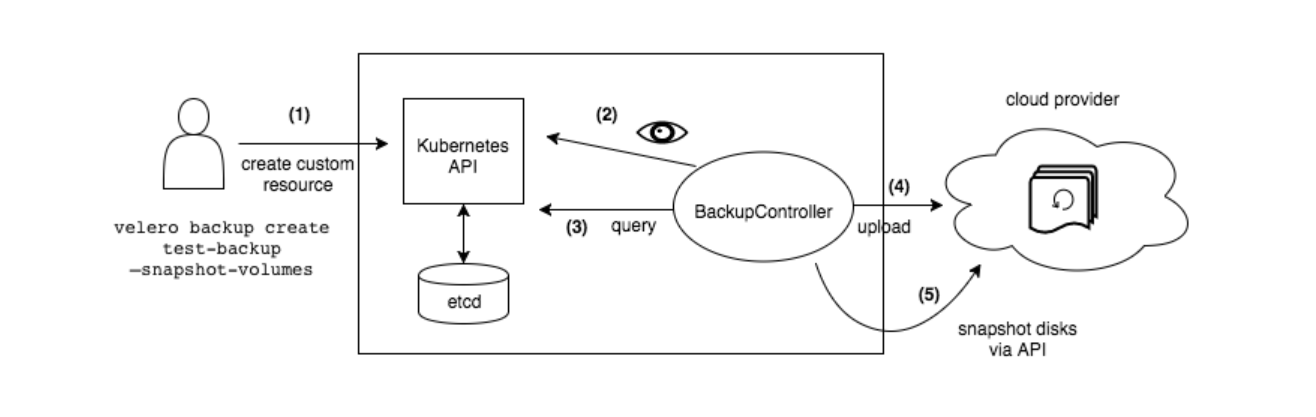 (1)
create custom
resource
velero backup create
test-backup
—snapshot-volumes
Kubernetes
API
etcd
(2)
(3)
query
BackupController
(4)
upload
(5)
cloud provider
snapshot disks
via API